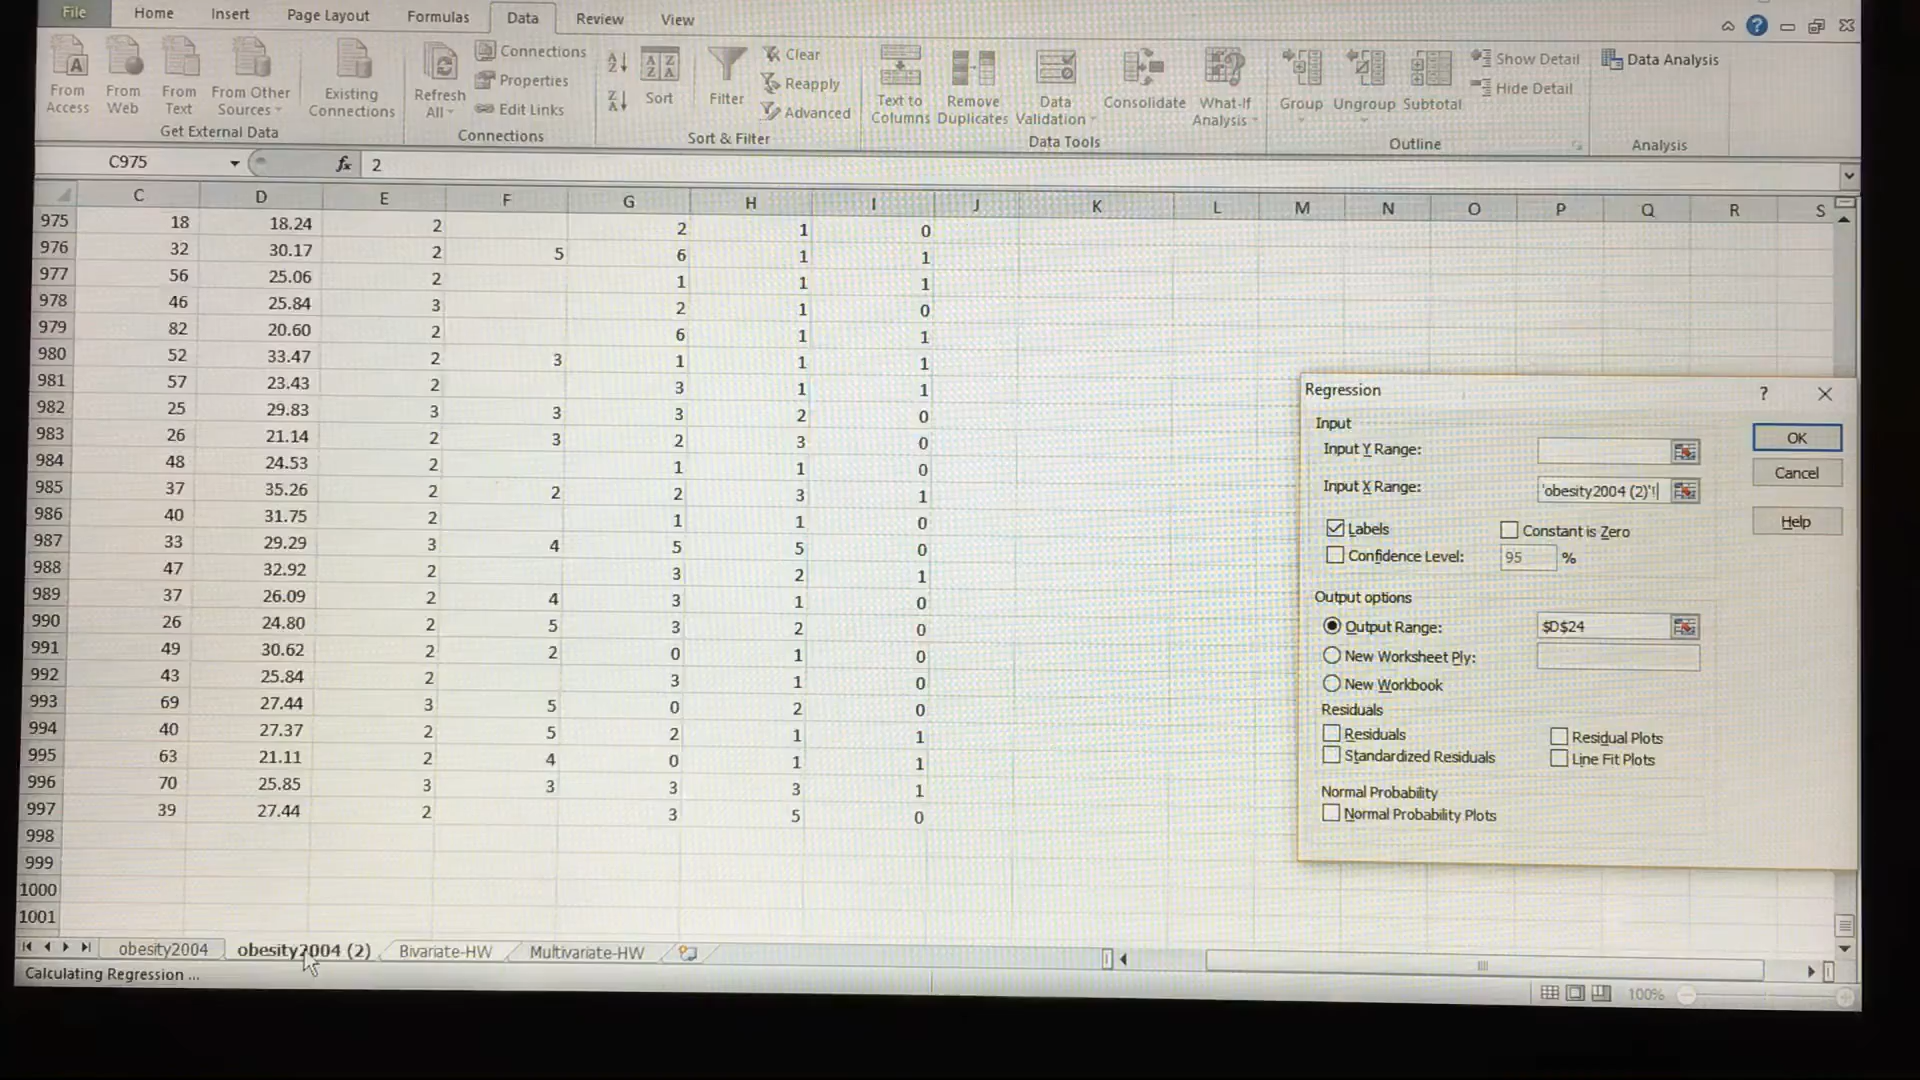 File Home Insert Page Layout Formulas Data Review View
From Access
From Web
From Text
From Other Sources
Existing Connections
Get External Data
Refresh All
Connections
Properties
Edit Links
Connections
Sort
Filter
Clear
Reapply
Advanced
Sort & Filter
Text to Columns
Remove Duplicates
Data Validation
Consolidate
What-If Analysis
Data Tools
Group
Ungroup
Subtotal
Show Detail
Hide Detail
Outline
Data Analysis
Analysis
C975 fx 2
C D E F G H I J K L M N O P Q R S
975 18 18.24 2 2 1 0
976 32 30.17 2 5 6 1 1
977 56 25.06 2 1 1 1
978 46 25.84 3 2 1 0
979 82 20.60 2 6 1 1
980 52 33.47 2 3 1 1 1
981 57 23.43 2 3 1 1
982 25 29.83 3 3 3 2 0
983 26 21.14 2 3 2 3 0
984 48 24.53 2 1 1 0
985 37 35.26 2 2 2 3 1
986 40 31.75 2 1 1 0
987 33 29.29 3 4 5 5 0
988 47 32.92 2 3 2 1
989 37 26.09 2 4 3 1 0
990 26 24.80 2 5 3 2 0
991 49 30.62 2 2 0 1 0
992 43 25.84 2 3 1 0
993 69 27.44 3 5 0 2 0
994 40 27.37 2 5 2 1 1
995 63 21.11 2 4 0 1 1
996 70 25.85 3 3 3 3 1
997 39 27.44 2 3 5 0
998
999
1000
1001
Regression ?
Input
Input Y Range:
Input X Range: 'obesity2004 (2)'!
OK
Cancel
Help
Labels Constant is Zero
Confidence Level: 95 %
Output options
Output Range: $D$24
New Worksheet Ply:
New Workbook
Residuals
Residuals Residual Plots
Standardized Residuals Line Fit Plots
Normal Probability
Normal Probability Plots
obesity2004 obesity2004 (2) Bivariate-HW Multivariate-HW
Calculating Regression ...
100%